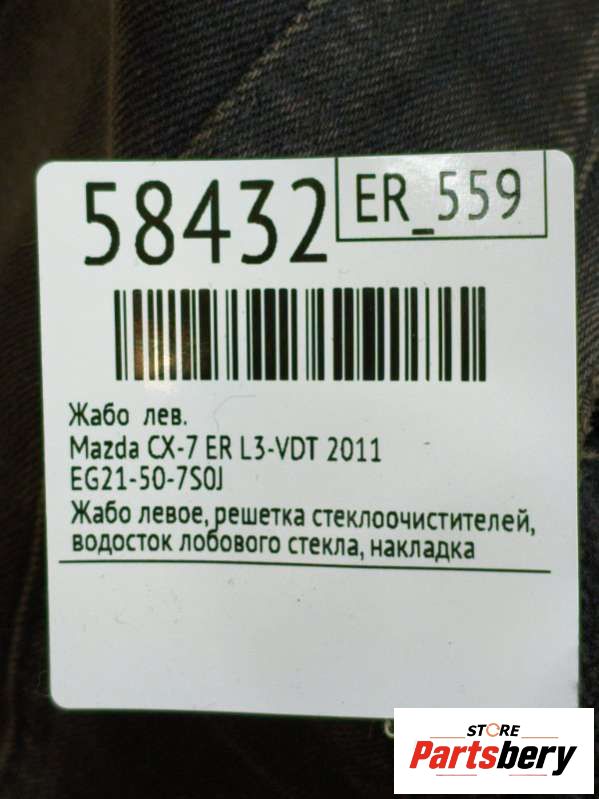 58432
ER_559
Жабо лев.
Mazda CX-7 ER L3-VDT 2011
EG21-50-7S0J
Жабо левое, решетка стеклоочистителей,
водосток лобового стекла, накладка
STORE
Partsbery